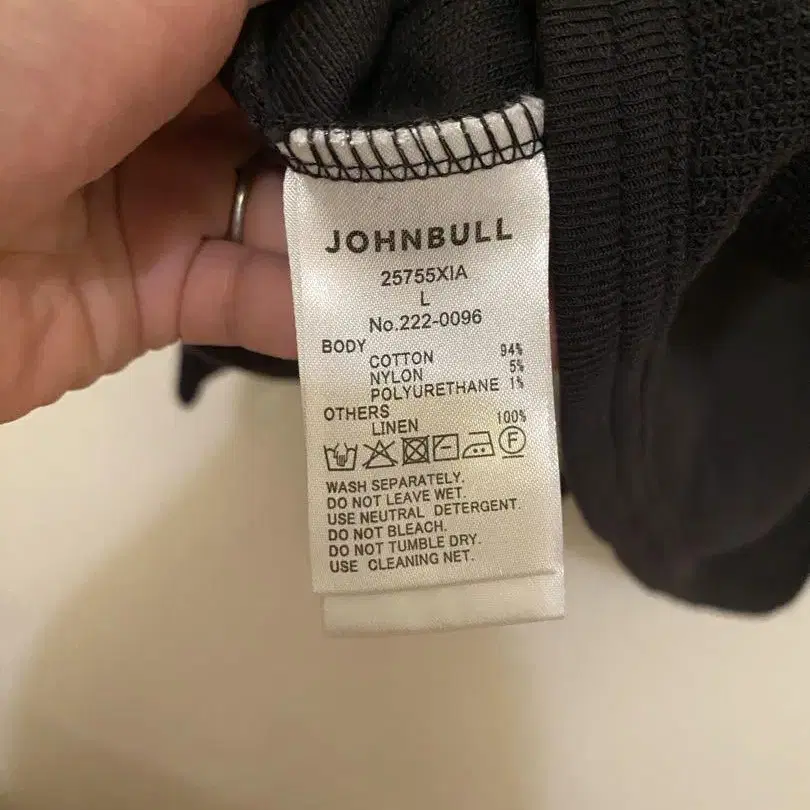 JOHNBULL
25755XIA
L
No.222-0096
BODY
COTTON 94%
NYLON 5%
POLYURETHANE 1%
OTHERS
LINEN 100%
F
WASH SEPARATELY.
DO NOT LEAVE WET.
USE NEUTRAL DETERGENT.
DO NOT BLEACH.
DO NOT TUMBLE DRY.
USE CLEANING NET.